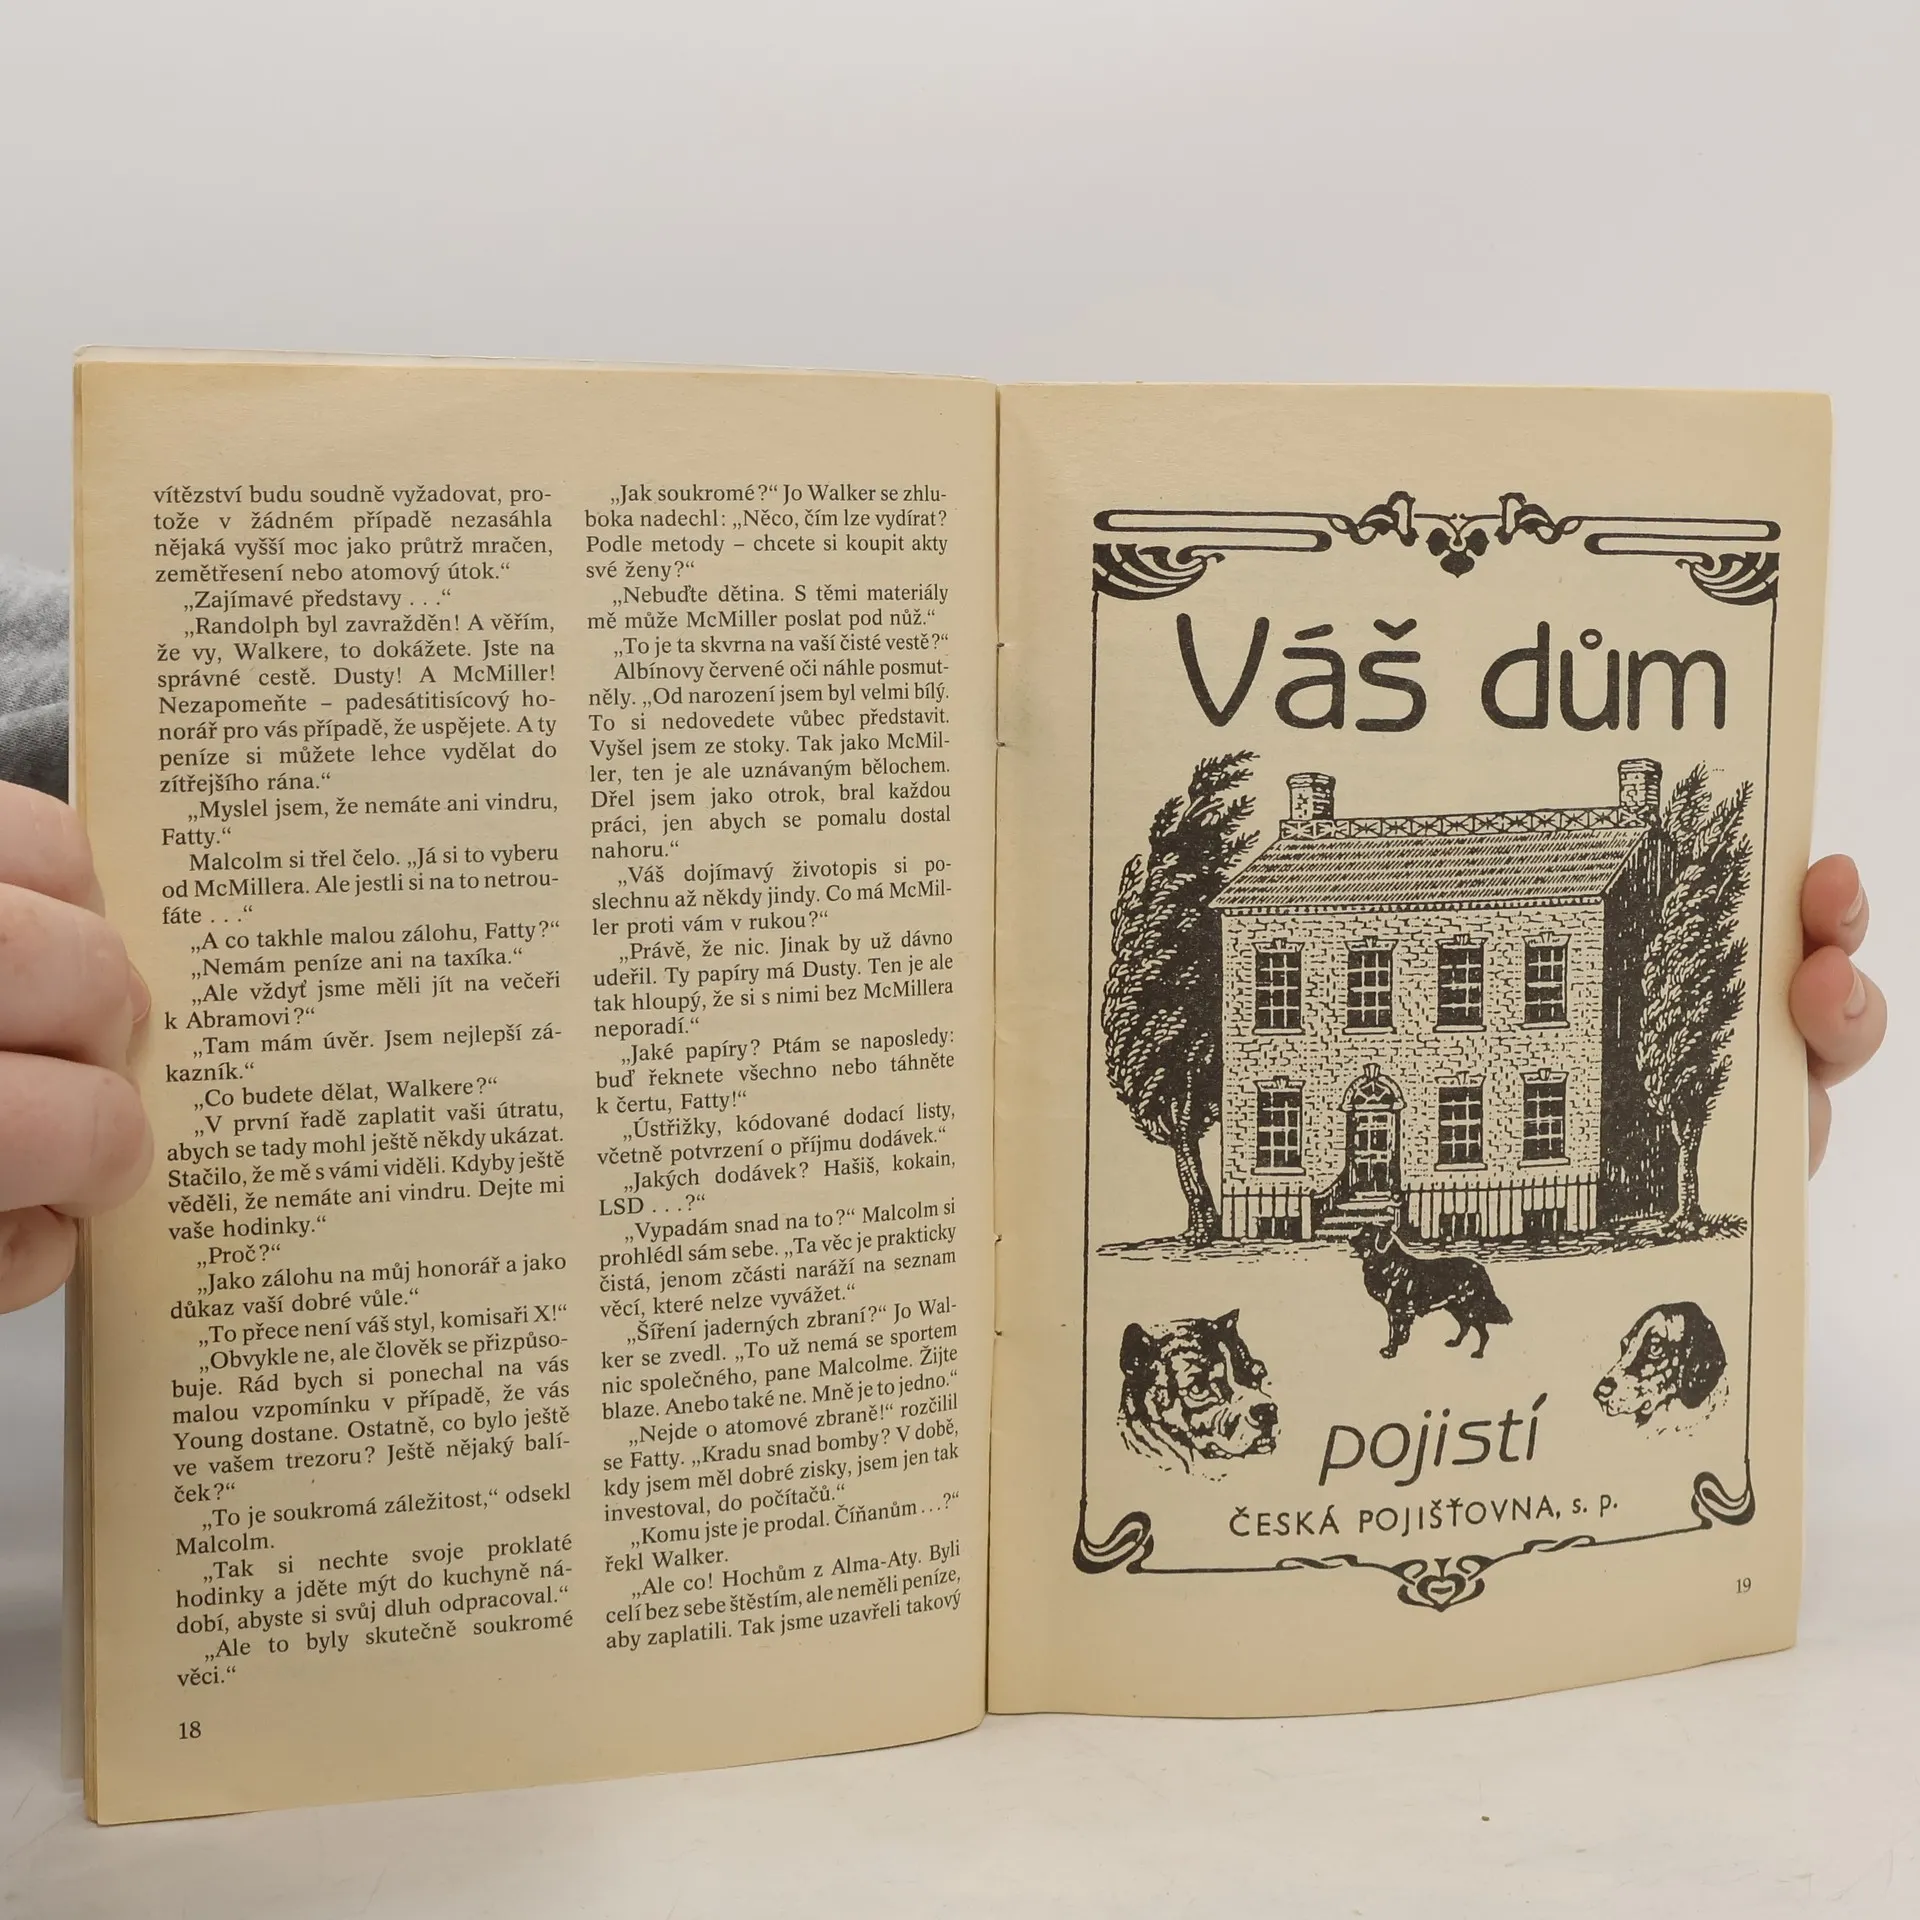 vítězství budu soudně vyžadovat, pro-
tože v žádném případě nezasáhla
nějaká vyšší moc jako průtrž mračen,
zemětřesení nebo atomový útok.“
„Zajímavé představy . . .“
„Randolph byl zavražděn! A věřím,
že vy, Walkere, to dokážete. Jste na
správné cestě. Dusty! A McMiller!
Nezapomeňte – padesátitisícový ho-
norář pro vás případě, že uspějete. A ty
peníze si můžete lehce vydělat do
zítřejšího rána.“
„Myslel jsem, že nemáte ani vindru,
Fatty.“
Malcolm si třel čelo. „Já si to vyberu
od McMillera. Ale jestli si na to netrou-
fáte . . .“
„A co takhle malou zálohu, Fatty?“
„Nemám peníze ani na taxíka.“
„Ale vždyť jsme měli jít na večeři
k Abramovi?“
„Tam mám úvěr. Jsem nejlepší zá-
kazník.“
„Co budete dělat, Walkere?“
„V první řadě zaplatit vaši útratu,
abych se tady mohl ještě někdy ukázat.
Stačilo, že mě s vámi viděli. Kdyby ještě
věděli, že nemáte ani vindru. Dejte mi
vaše hodinky.“
„Proč?“
„Jako zálohu na můj honorář a jako
důkaz vaší dobré vůle.“
„To přece není váš styl, komisaři X!“
„Obvykle ne, ale člověk se přizpůso-
buje. Rád bych si ponechal na vás
malou vzpomínku v případě, že vás
Young dostane. Ostatně, co bylo ještě
ve vašem trezoru? Ještě nějaký balí-
ček?“
„To je soukromá záležitost,“ odsekl
Malcolm.
„Tak si nechte svoje proklaté
hodinky a jděte mýt do kuchyně ná-
dobí, abyste si svůj dluh odpracoval.“
„Ale to byly skutečně soukromé
věci.“
18
„Jak soukromé?“ Jo Walker se zhlu-
boka nadechl: „Něco, čím lze vydírat?
Podle metody – chcete si koupit akty
své ženy?“
„Nebuďte dětina. S těmi materiály
mě může McMiller poslat pod nůž.“
„To je ta skvrna na vaší čisté vestě?“
Albínovy červené oči náhle posmut-
něly. „Od narození jsem byl velmi bílý.
To si nedovedete vůbec představit.
Vyšel jsem ze stoky. Tak jako McMil-
ler, ten je ale uznávaným bělochem.
Dřel jsem jako otrok, bral každou
práci, jen abych se pomalu dostal
nahoru.“
„Váš dojímavý životopis si po-
slechnu až někdy jindy. Co má McMil-
ler proti vám v rukou?“
„Právě, že nic. Jinak by už dávno
udeřil. Ty papíry má Dusty. Ten je ale
tak hloupý, že si s nimi bez McMillera
neporadí.“
„Jaké papíry? Ptám se naposledy:
buď řeknete všechno nebo táhněte
k čertu, Fatty!“
„Ústřižky, kódované dodací listy,
včetně potvrzení o příjmu dodávek.“
„Jakých dodávek? Hašiš, kokain,
LSD . . .?“
„Vypadám snad na to?“ Malcolm si
prohlédl sám sebe. „Ta věc je prakticky
čistá, jenom zčásti naráží na seznam
věcí, které nelze vyvážet.“
„Šíření jaderných zbraní?“ Jo Wal-
ker se zvedl. „To už nemá se sportem
nic společného, pane Malcolme. Žijte
blaze. Anebo také ne. Mně je to jedno.“
„Nejde o atomové zbraně!“ rozčilil
se Fatty. „Kradu snad bomby? V době,
kdy jsem měl dobré zisky, jsem jen tak
investoval, do počítačů.“
„Komu jste je prodal. Číňanům . . .?“
řekl Walker.
„Ale co! Hochům z Alma-Aty. Byli
celí bez sebe štěstím, ale neměli peníze,
aby zaplatili. Tak jsme uzavřeli takový
Váš dům
pojistí
ČESKÁ POJIŠŤOVNA, s. p.
19